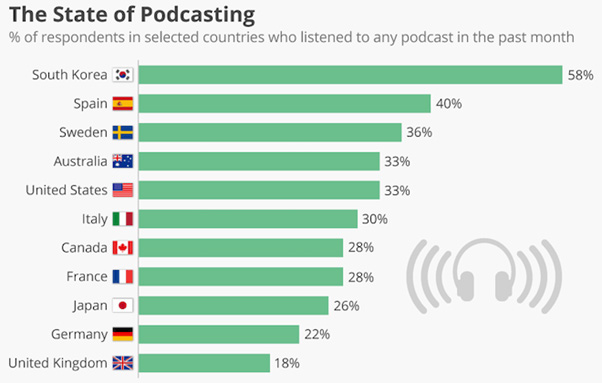 The State of Podcasting
% of respondents in selected countries who listened to any podcast in the past month
South Korea 58%
Spain 40%
Sweden 36%
Australia 33%
United States 33%
Italy 30%
Canada 28%
France 28%
Japan 26%
Germany 22%
United Kingdom 18%